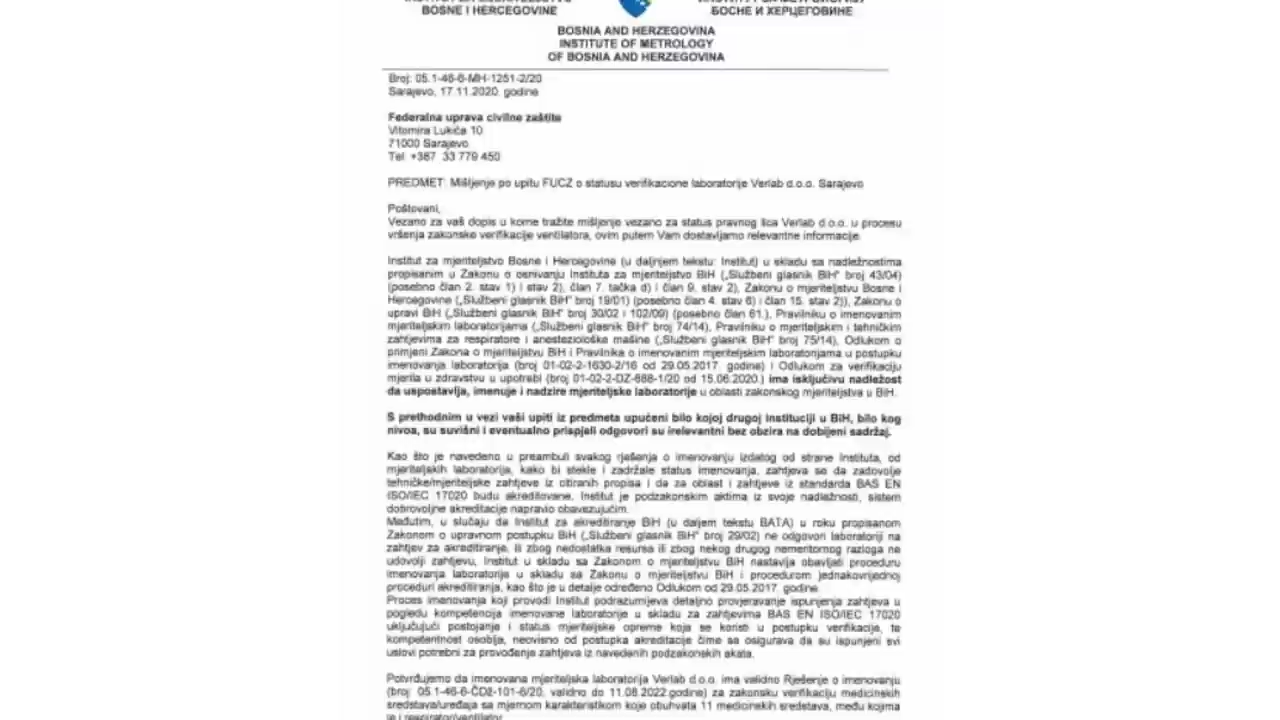 BOSNE I HERCEGOVINE
БОСНЕ И ХЕРЦЕГОВИНЕ
BOSNIA AND HERZEGOVINA
INSTITUTE OF METROLOGY
OF BOSNIA AND HERZEGOVINA
Broj: 05.1-46-6-MH-1251-2/20
Sarajevo, 17.11.2020. godine
Federalna uprava civilne zaštite
Vitomira Lukića 10
71000 Sarajevo
Tel: +387 33 779 450
PREDMET: Mišljenje po upitu FUCZ o statusu verifikacione laboratorije Verlab d.o.o. Sarajevo
Poštovani,
Vezano za vaš dopis u kome tražite mišljenje vezano za status pravnog lica Verlab d.o.o. u procesu
vršenja zakonske verifikacije ventilatora, ovim putem Vam dostavljamo relevantne informacije.
Institut za mjeriteljstvo Bosne i Hercegovine (u daljnjem tekstu: Institut) u skladu sa nadležnostima
propisanim u Zakonu o osnivanju Instituta za mjeriteljstvo BiH („Službeni glasnik BiH" broj 43/04)
(posebno član 2. stav 1) i stav 2), član 7. tačka d) i član 9. stav 2), Zakonu o mjeriteljstvu Bosne i
Hercegovine („Službeni glasnik BiH" broj 19/01) (posebno član 4. stav 6) i član 15. stav 2)), Zakonu o
upravi BiH („Službeni glasnik BiH" broj 30/02 i 102/09) (posebno član 61.), Pravilniku o imenovanim
mjeriteljskim laboratorijama („Službeni glasnik BiH" broj 74/14), Pravilniku o mjeriteljskim i tehničkim
zahtjevima za respiratore i anesteziološke mašine („Službeni glasnik BiH" broj 75/14), Odlukom o
primjeni Zakona o mjeriteljstvu BiH i Pravilnika o imenovanim mjeriteljskim laboratorijama u postupku
imenovanja laboratorija (broj 01-02-2-1630-2/16 od 29.05.2017. godine) i Odlukom za verifikaciju
mjerila u zdravstvu u upotrebi (broj 01-02-2-DZ-688-1/20 od 15.06.2020.) ima isključivu nadležost
da uspostavlja, imenuje i nadzire mjeriteljske laboratorije u oblasti zakonskog mjeriteljstva u BiH.
S prethodnim u vezi vaši upiti iz predmeta upućeni bilo kojoj drugoj instituciji u BiH, bilo kog
nivoa, su suvišni i eventualno prispjeli odgovori su irelevantni bez obzira na dobijeni sadržaj.
Kao što je navedeno u preambuli svakog rješenja o imenovanju izdatog od strane Instituta, od
mjeriteljskih laboratorija, kako bi stekle i zadržale status imenovanja, zahtjeva se da zadovolje
tehničke/mjeriteljske zahtjeve iz citiranih propisa i da za oblast i zahtjeve iz standarda BAS EN
ISO/IEC 17020 budu akreditovane. Institut je podzakonskim aktima iz svoje nadležnosti, sistem
dobrovoljne akreditacije napravio obavezujućim.
Međutim, u slučaju da Institut za akreditiranje BiH (u daljem tekstu BATA) u roku propisanom
Zakonom o upravnom postupku BiH („Službeni glasnik BiH" broj 29/02) ne odgovori laboratoriji na
zahtjev za akreditiranje, ili zbog nedostatka resursa ili zbog nekog drugog nemeritornog razloga ne
udovolji zahtjevu, Institut u skladu sa Zakonom o mjeriteljstvu BiH nastavlja obavljati proceduru
imenovanja laboratorije u skladu sa Zakonu o mjeriteljstvu BiH i procedurom jednakovrijednoj
proceduri akreditiranja, kao što je u detalje određeno Odlukom od 29.05.2017. godine.
Proces imenovanja koji provodi Institut podrazumijeva detaljno provjeravanje ispunjenja zahtjeva u
pogledu kompetencija imenovane laboratorije u skladu za zahtjevima BAS EN ISO/IEC 17020
uključujući postojanje i status mjeriteljske opreme koja se koristi u postupku verifikacije, te
kompetentnost osoblja, neovisno od postupka akreditacije čime se osigurava da su ispunjeni svi
uslovi potrebni za provođenje zahtjeva iz navedenih podzakonskih akata.
Potvrđujemo da imenovana mjeriteljska laboratorija Verlab d.o.o. ima validno Rješenje o imenovanju
(broj: 05.1-46-6-ČDž-101-6/20, validno do 11.08.2022.godine) za zakonsku verifikaciju medicinskih
sredstava/uređaja sa mjernom karakteristikom koje obuhvata 11 medicinskih sredstava, među kojima
je i respirator/ventilator.